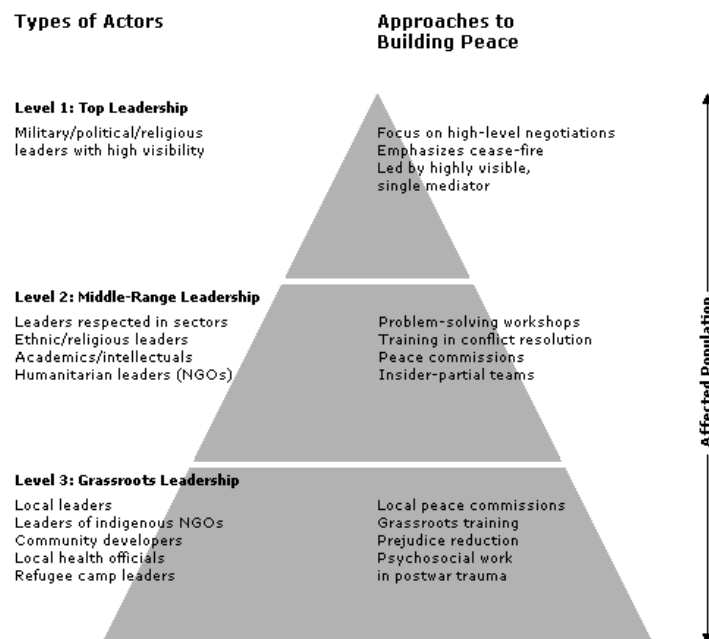 Types of Actors
Approaches to
Building Peace
Level 1: Top Leadership
Military/political/religious
leaders with high visibility
Focus on high-level negotiations
Emphasizes cease-fire
Led by highly visible,
single mediator
Level 2: Middle-Range Leadership
Leaders respected in sectors
Ethnic/religious leaders
Academics/intellectuals
Humanitarian leaders (NGOs)
Problem-solving workshops
Training in conflict resolution
Peace commissions
Insider-partial teams
Level 3: Grassroots Leadership
Local leaders
Leaders of indigenous NGOs
Community developers
Local health officials
Refugee camp leaders
Local peace commissions
Grassroots training
Prejudice reduction
Psychosocial work
in postwar trauma
Affected Population